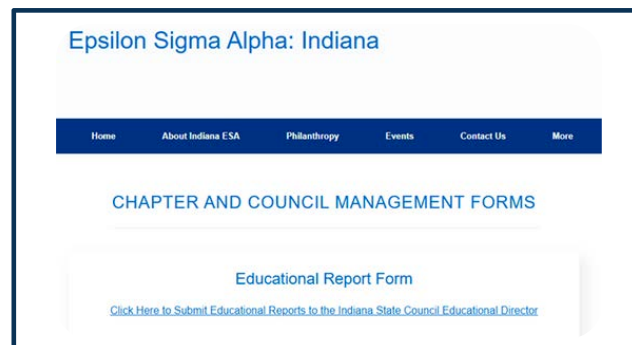 Epsilon Sigma Alpha: Indiana
Home About Indiana ESA Philanthropy Events Contact Us More
CHAPTER AND COUNCIL MANAGEMENT FORMS
Educational Report Form
Click Here to Submit Educational Reports to the Indiana State Council Educational Director